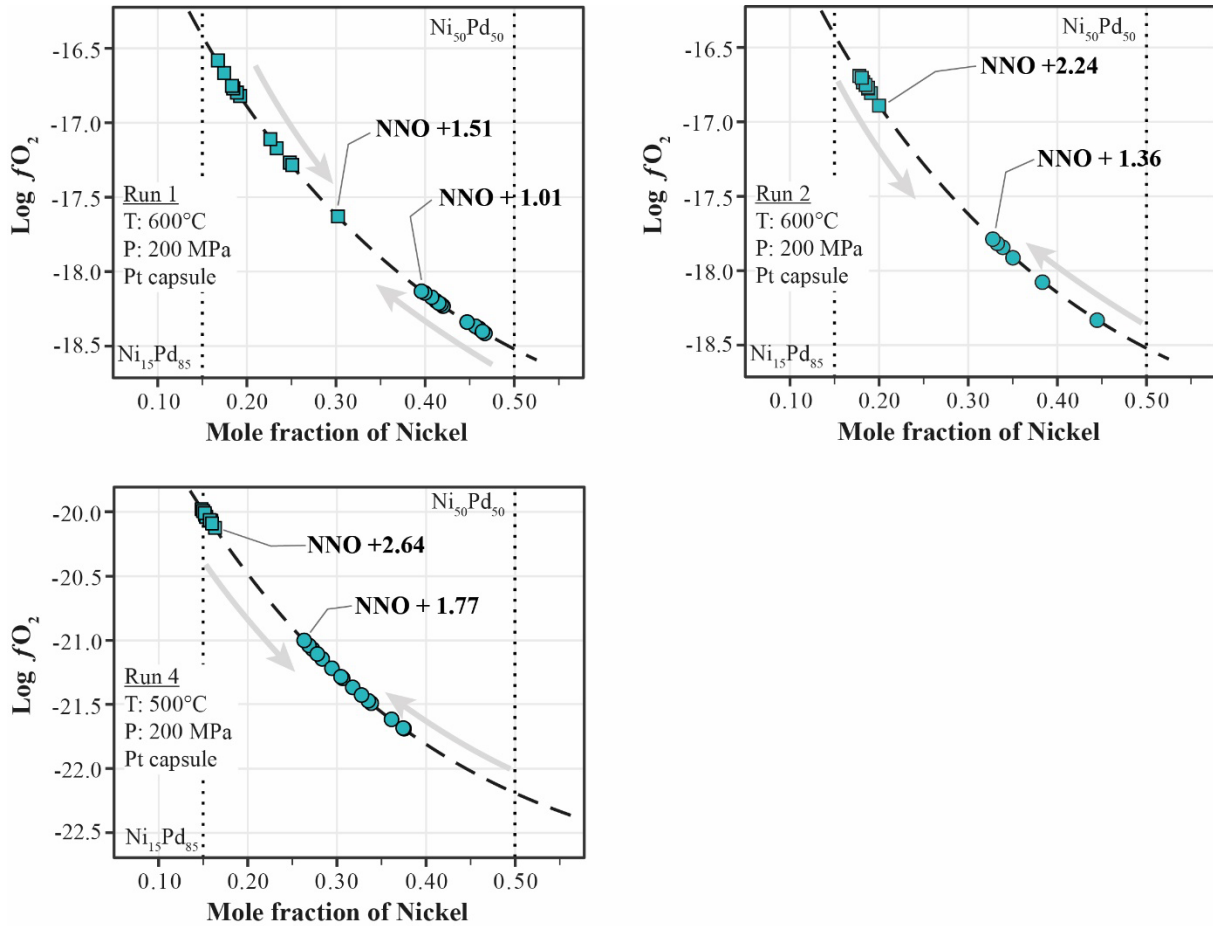 Ni50Pd50
-16.5
-17.0
-17.5
-18.0
-18.5
Log fO2
NNO +1.51
NNO + 1.01
Run 1
T: 600°C
P: 200 MPa
Pt capsule
Ni15Pd85
0.10 0.20 0.30 0.40 0.50
Mole fraction of Nickel
Ni50Pd50
-16.5
-17.0
-17.5
-18.0
-18.5
Log fO2
NNO +2.24
NNO + 1.36
Run 2
T: 600°C
P: 200 MPa
Pt capsule
Ni15Pd85
0.10 0.20 0.30 0.40 0.50
Mole fraction of Nickel
Ni50Pd50
-20.0
-20.5
-21.0
-21.5
-22.0
-22.5
Log fO2
NNO +2.64
NNO + 1.77
Run 4
T: 500°C
P: 200 MPa
Pt capsule
Ni15Pd85
0.10 0.20 0.30 0.40 0.50
Mole fraction of Nickel